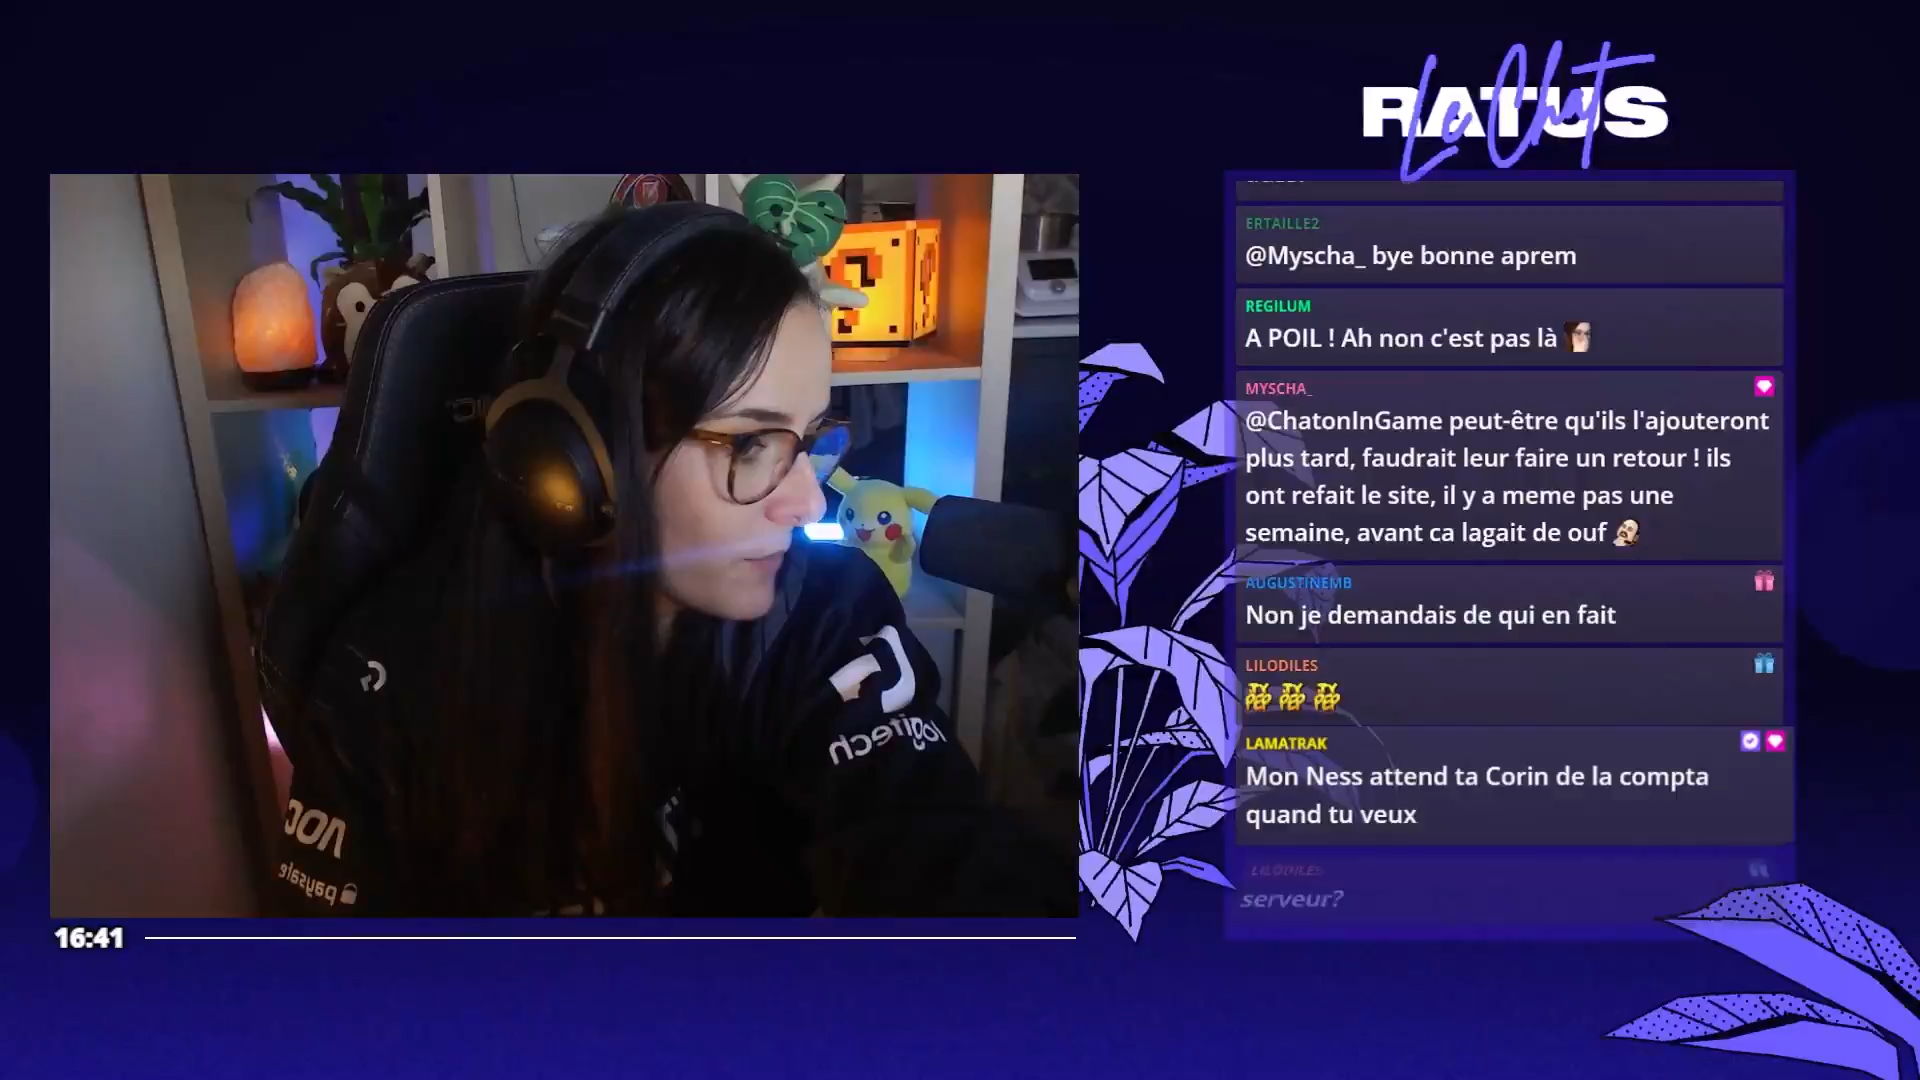 RATUS
Le Chat
ERTAILLE2
@Myscha_ bye bonne aprem
REGILUM
A POIL ! Ah non c'est pas là
MYSCHA_
@ChatonInGame peut-être qu'ils l'ajouteront
plus tard, faudrait leur faire un retour ! ils
ont refait le site, il y a meme pas une
semaine, avant ca lagait de ouf
AUGUSTINEMB
Non je demandais de qui en fait
LILODILES
LAMATRAK
Mon Ness attend ta Corin de la compta
quand tu veux
LILODILES
serveur?
logitech
paysafe
16:41